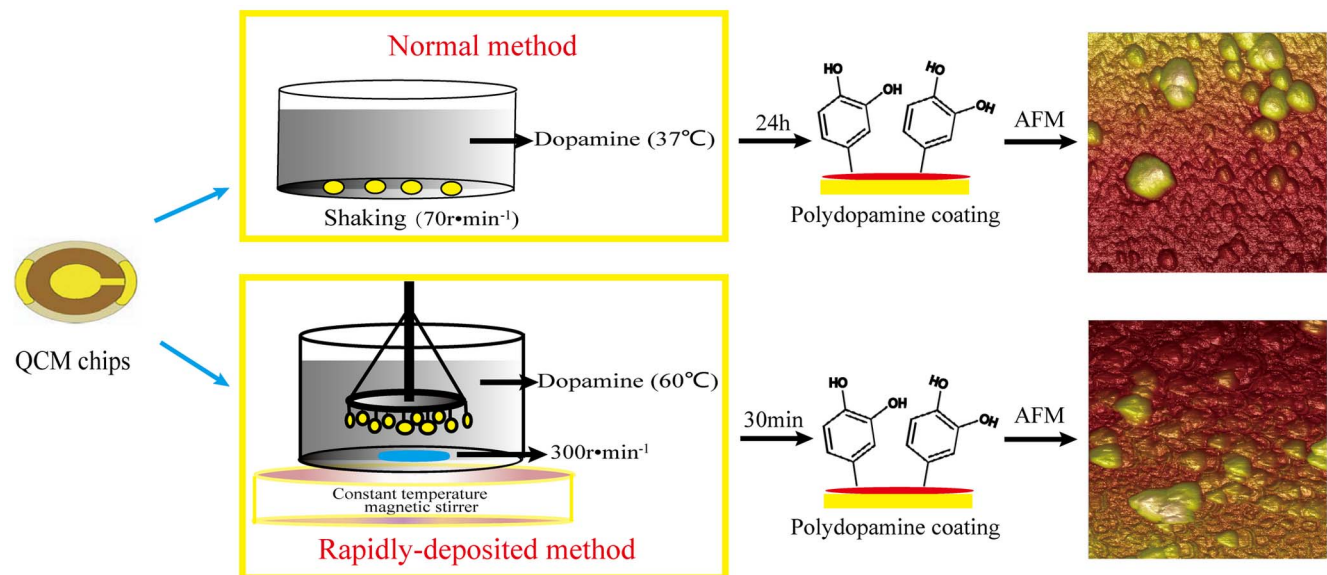 Normal method
Dopamine (37℃)
Shaking (70r•min⁻¹)
24h
HO
OH
HO
OH
Polydopamine coating
AFM
QCM chips
Dopamine (60℃)
300r•min⁻¹
Constant temperature
magnetic stirrer
Rapidly-deposited method
30min
HO
OH
HO
OH
Polydopamine coating
AFM